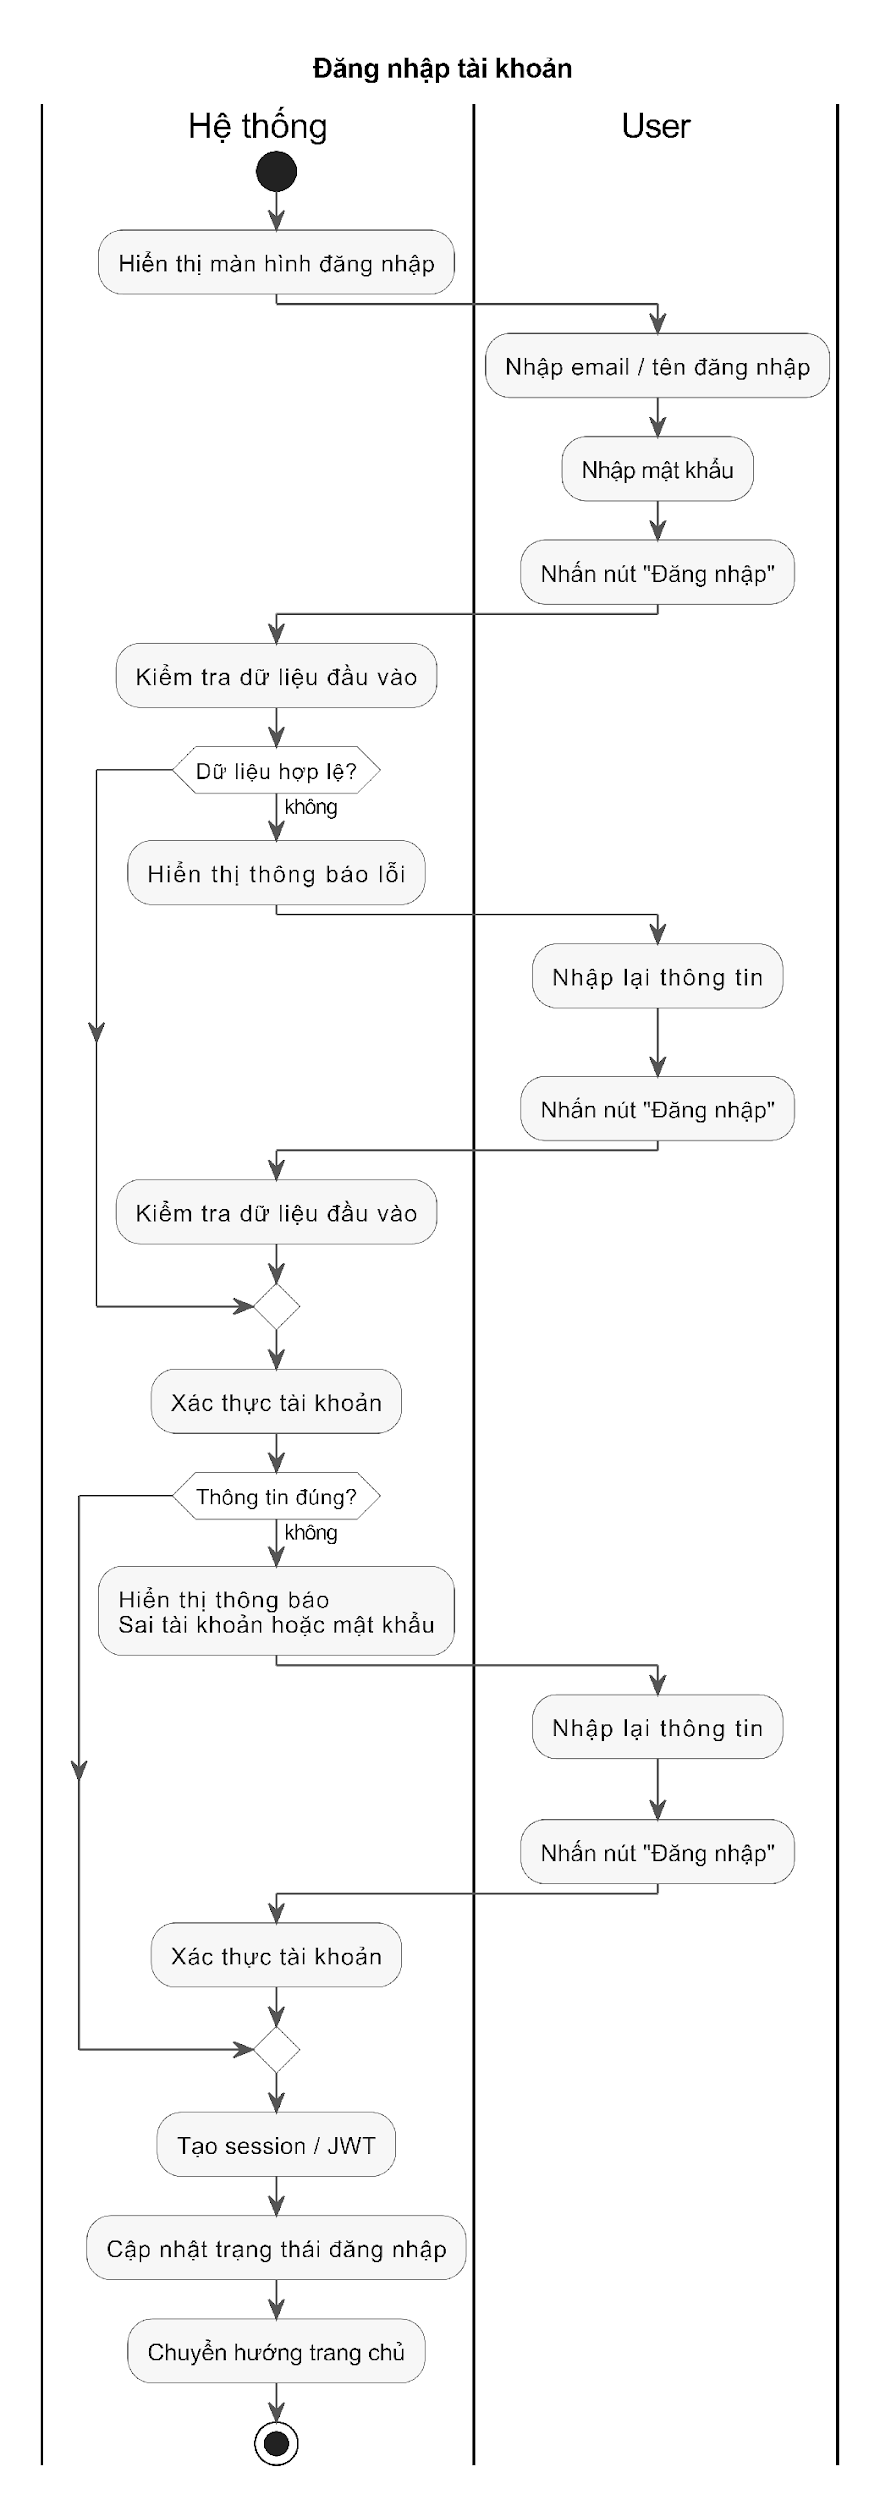 Đăng nhập tài khoản
Hệ thống
User
Hiển thị màn hình đăng nhập
Nhập email / tên đăng nhập
Nhập mật khẩu
Nhấn nút "Đăng nhập"
Kiểm tra dữ liệu đầu vào
Dữ liệu hợp lệ?
không
Hiển thị thông báo lỗi
Nhập lại thông tin
Nhấn nút "Đăng nhập"
Kiểm tra dữ liệu đầu vào
Xác thực tài khoản
Thông tin đúng?
không
Hiển thị thông báo
Sai tài khoản hoặc mật khẩu
Nhập lại thông tin
Nhấn nút "Đăng nhập"
Xác thực tài khoản
Tạo session / JWT
Cập nhật trạng thái đăng nhập
Chuyển hướng trang chủ